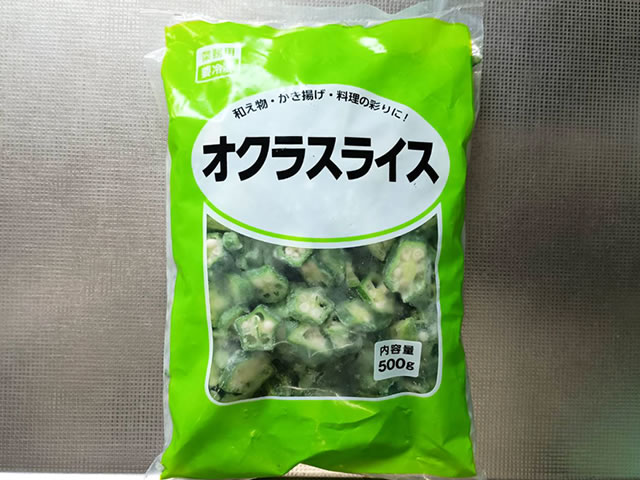 業務用
要冷凍
和え物・かき揚げ・料理の彩りに!
オクラスライス
内容量
500g